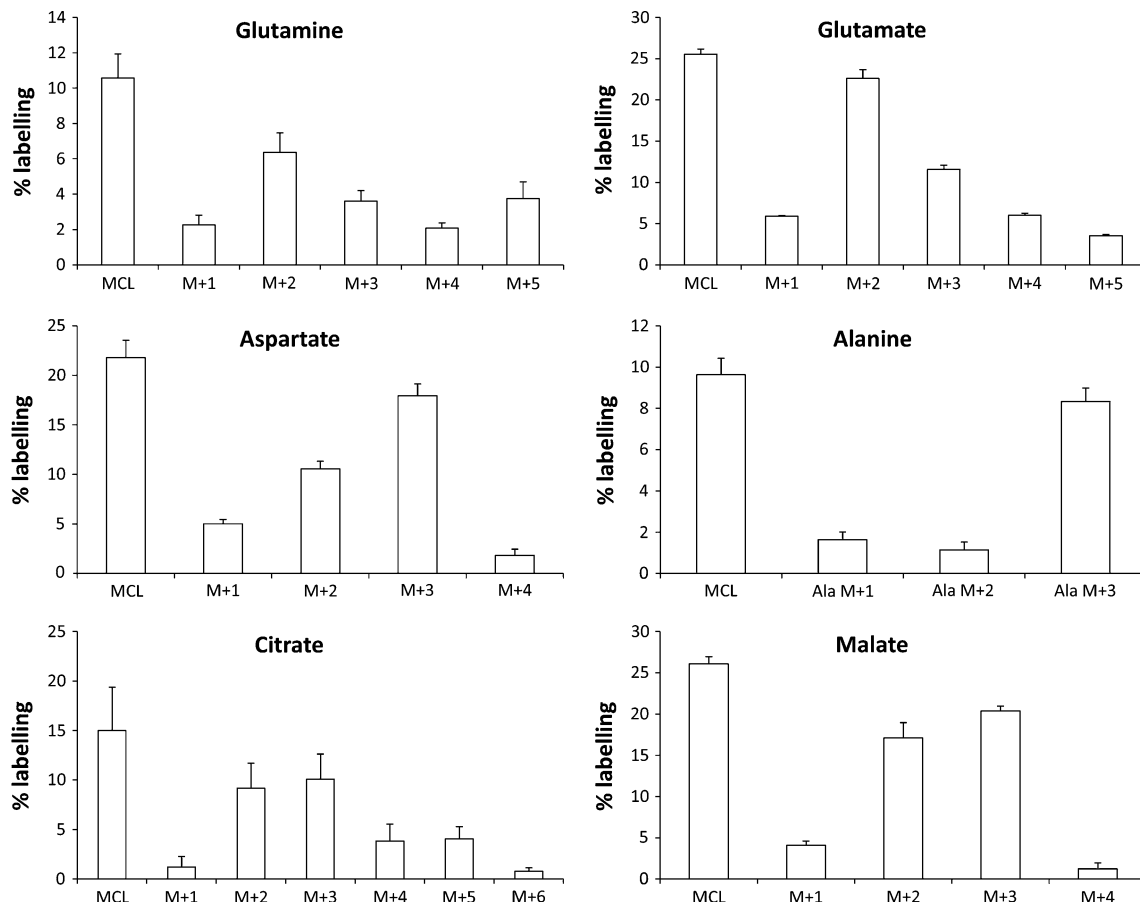 Glutamine
% labelling
14
12
10
8
6
4
2
0
MCL M+1 M+2 M+3 M+4 M+5
Glutamate
% labelling
30
25
20
15
10
5
0
MCL M+1 M+2 M+3 M+4 M+5
Aspartate
% labelling
25
20
15
10
5
0
MCL M+1 M+2 M+3 M+4
Alanine
% labelling
12
10
8
6
4
2
0
MCL Ala M+1 Ala M+2 Ala M+3
Citrate
% labelling
25
20
15
10
5
0
MCL M+1 M+2 M+3 M+4 M+5 M+6
Malate
% labelling
30
25
20
15
10
5
0
MCL M+1 M+2 M+3 M+4